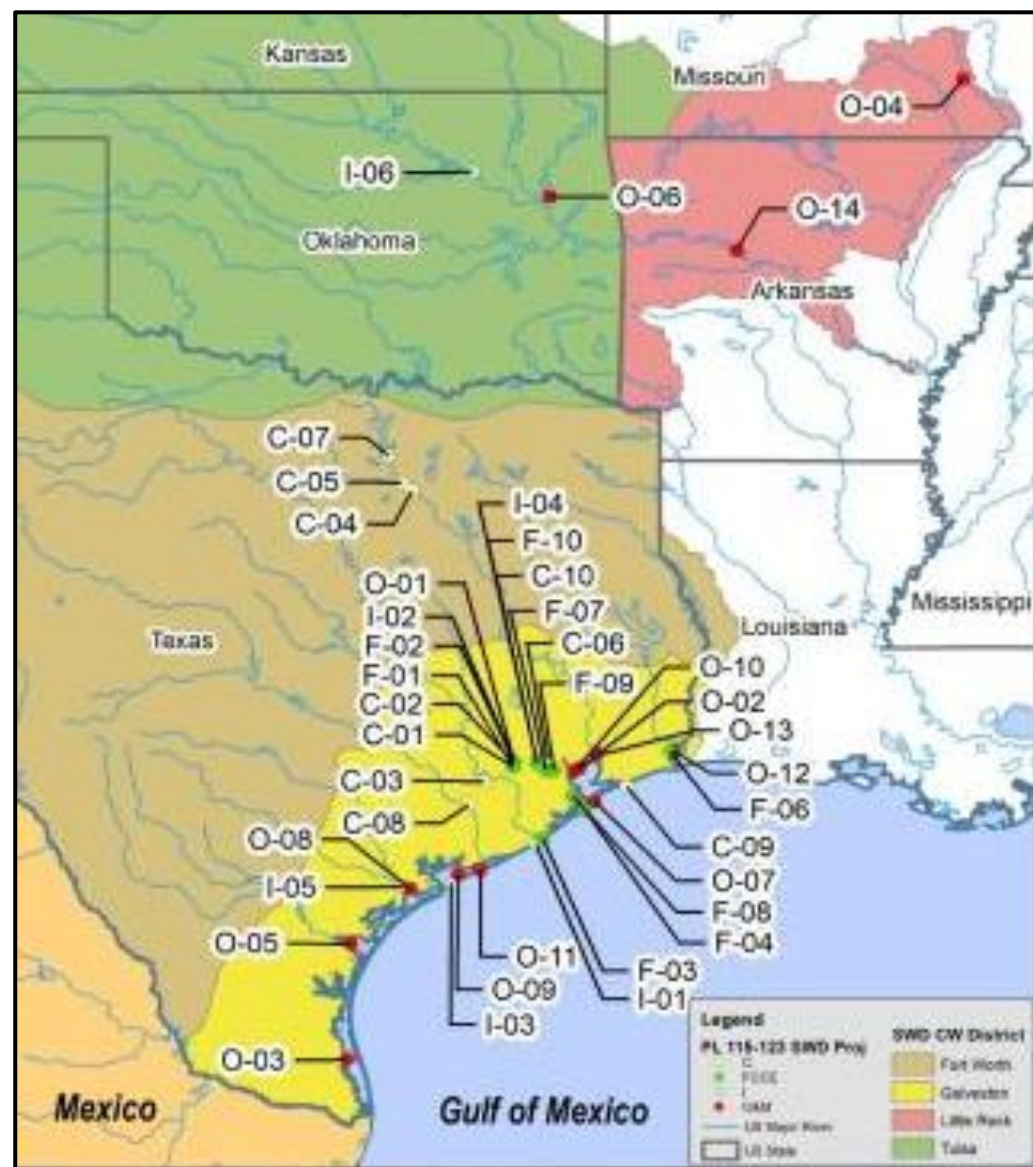 Kansas
Missouri
O-04
I-06
O-06
O-14
Oklahoma
Arkansas
C-07
C-05
C-04
I-04
F-10
C-10
F-07
C-06
F-09
O-01
I-02
F-02
F-01
C-02
C-01
Texas
Mississippi
Louisiana
O-10
O-02
O-13
O-12
F-06
C-03
C-08
O-08
I-05
C-09
O-07
F-08
F-04
O-05
O-11
O-09
I-03
F-03
I-01
O-03
Mexico
Gulf of Mexico
Legend
PL 115-123 SWD Proj
C
FCCE
I
O&M
US Major River
US State
SWD CW District
Fort Worth
Galveston
Little Rock
Tulsa